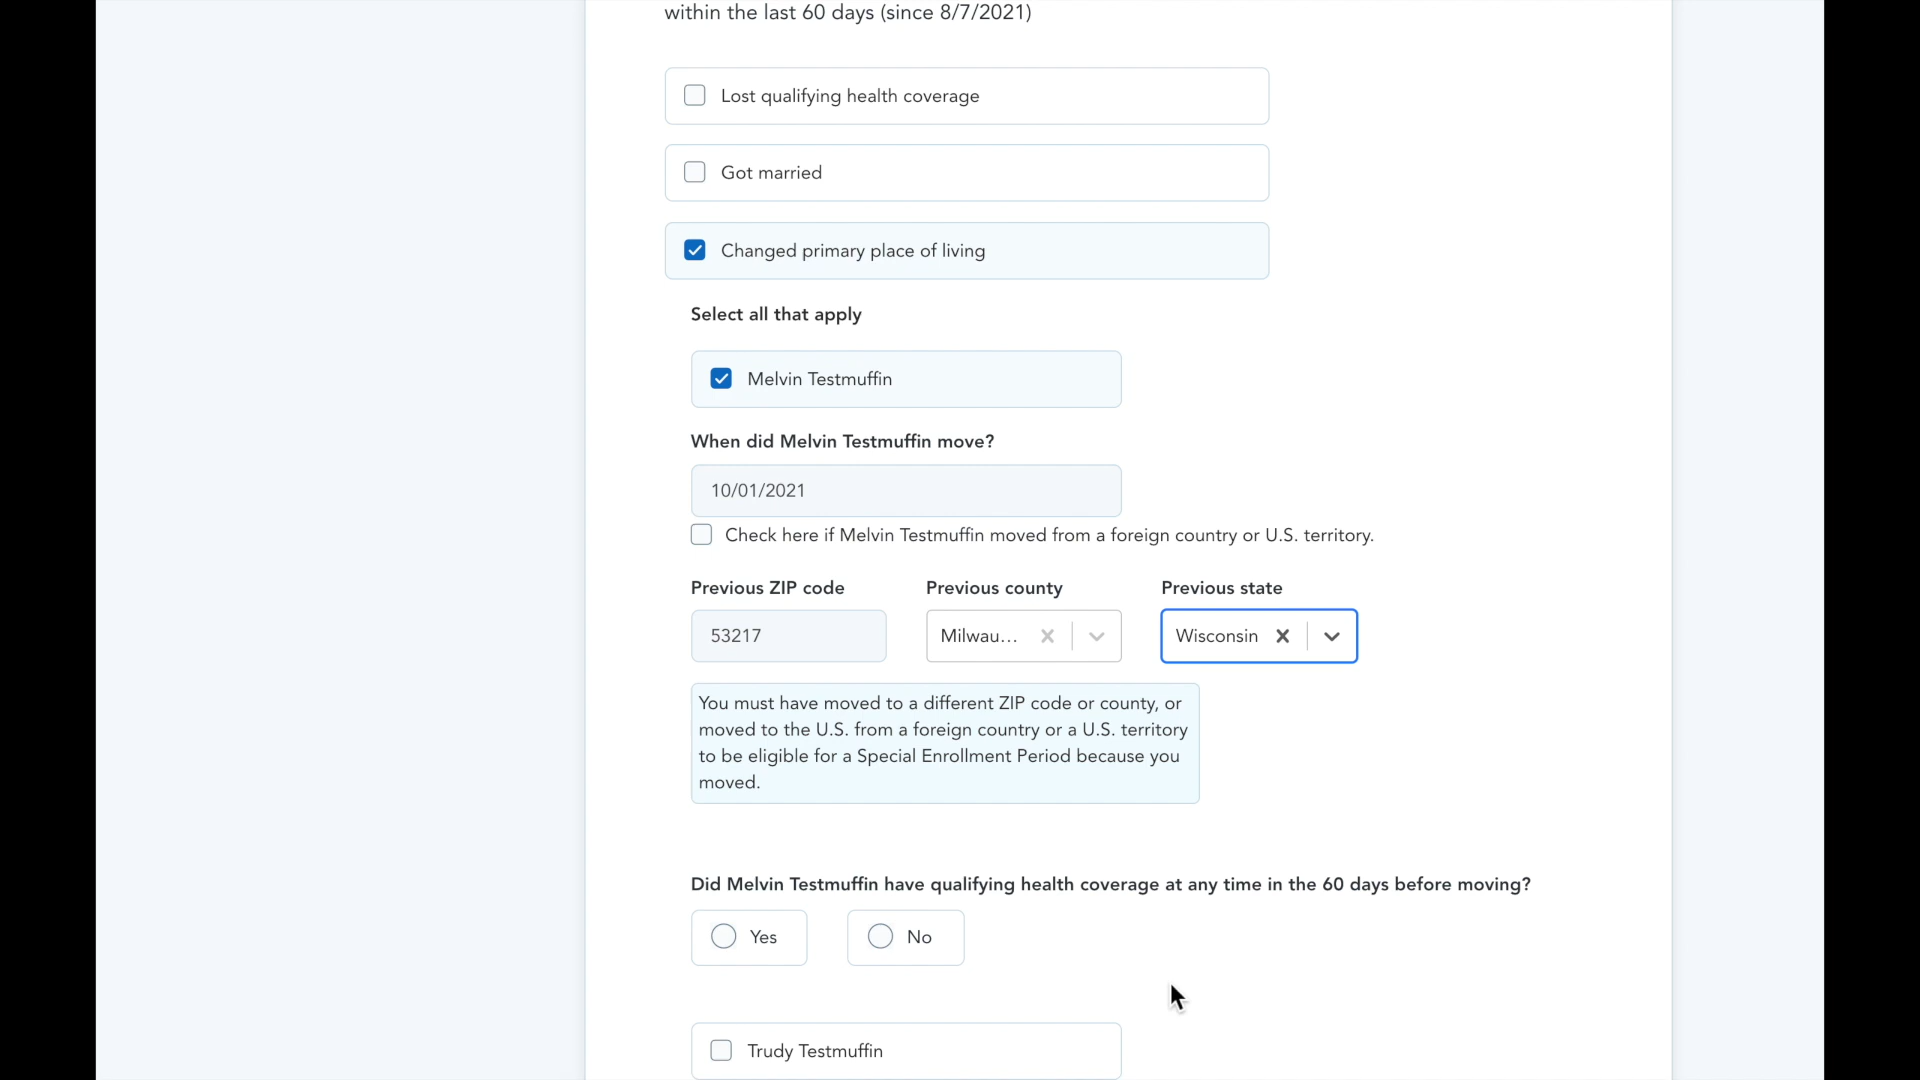 within the last 60 days (since 8/7/2021)
Lost qualifying health coverage
Got married
Changed primary place of living
Select all that apply
Melvin Testmuffin
When did Melvin Testmuffin move?
10/01/2021
Check here if Melvin Testmuffin moved from a foreign country or U.S. territory.
Previous ZIP code Previous county Previous state
53217 Milwau... Wisconsin
You must have moved to a different ZIP code or county, or
moved to the U.S. from a foreign country or a U.S. territory
to be eligible for a Special Enrollment Period because you
moved.
Did Melvin Testmuffin have qualifying health coverage at any time in the 60 days before moving?
Yes No
Trudy Testmuffin